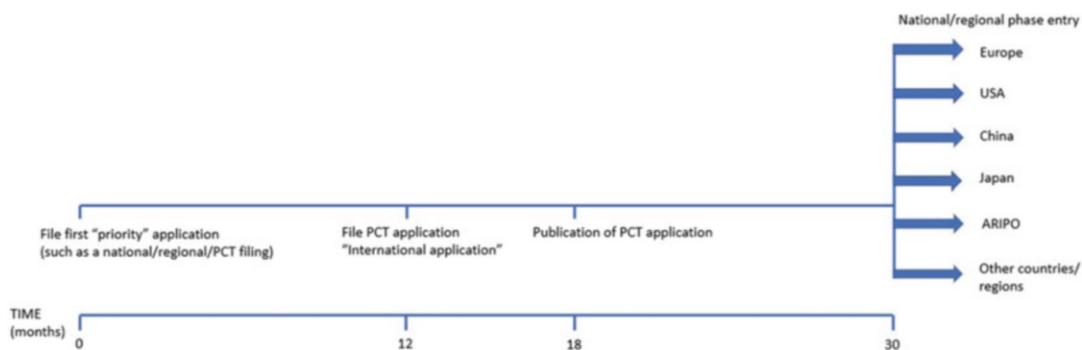 National/regional phase entry
Europe
USA
China
Japan
ARIPO
Other countries/
regions
File first “priority” application
(such as a national/regional/PCT filing)
File PCT application
“International application”
Publication of PCT application
TIME
(months)
0
12
18
30